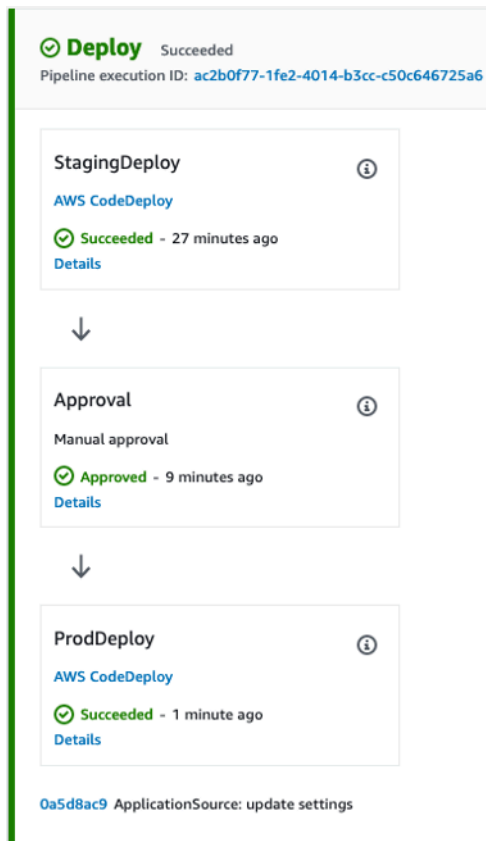 Deploy Succeeded
Pipeline execution ID: ac2b0f77-1fe2-4014-b3cc-c50c646725a6
StagingDeploy
AWS CodeDeploy
Succeeded - 27 minutes ago
Details
Approval
Manual approval
Approved - 9 minutes ago
Details
ProdDeploy
AWS CodeDeploy
Succeeded - 1 minute ago
Details
0a5d8ac9 ApplicationSource: update settings